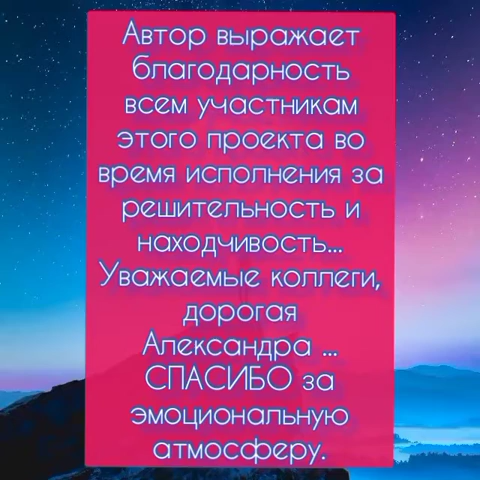 Автор выражает
благодарность
всем участникам
этого проекта во
время исполнения за
решительность и
находчивость...
Уважаемые коллеги,
дорогая
Александра ...
СПАСИБО за
эмоциональную
атмосферу.